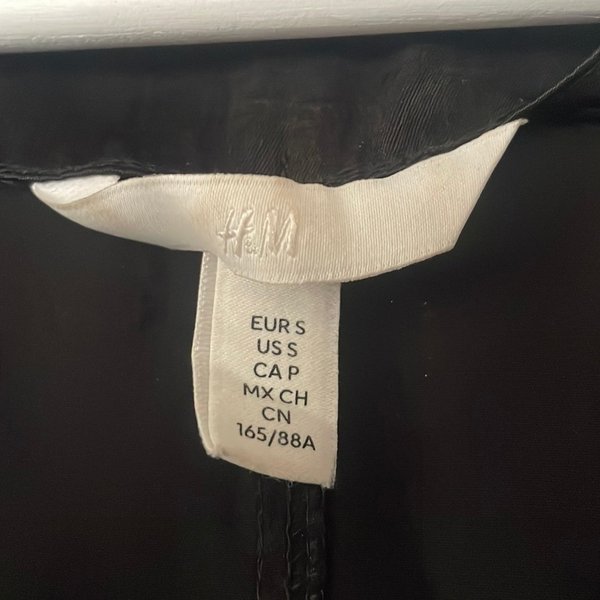 H&M
EUR S
US S
CA P
MX CH
CN
165/88A